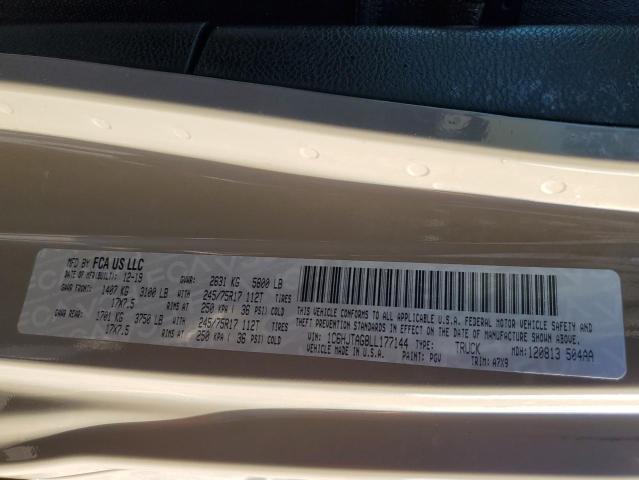 MFD BY FCA US LLC
DATE OF MFR(BUILT): 12-19 GVWR: 2631 KG 5800 LB
GAWR FRONT: 1407 KG 3100 LB WITH 245/75R17 112T TIRES
17X7.5 RIMS AT 250 KPA ( 36 PSI) COLD
GAWR REAR: 1701 KG 3750 LB WITH 245/75R17 112T TIRES
17X7.5 RIMS AT 250 KPA ( 36 PSI) COLD
THIS VEHICLE CONFORMS TO ALL APPLICABLE U.S.A. FEDERAL MOTOR VEHICLE SAFETY AND
THEFT PREVENTION STANDARDS IN EFFECT ON THE DATE OF MANUFACTURE SHOWN ABOVE.
VIN: 1C6HJTAG8LL177144 TYPE: TRUCK MDH: 120813 504AA
VEHICLE MADE IN U.S.A. PAINT: PGV TRIM: A7X9